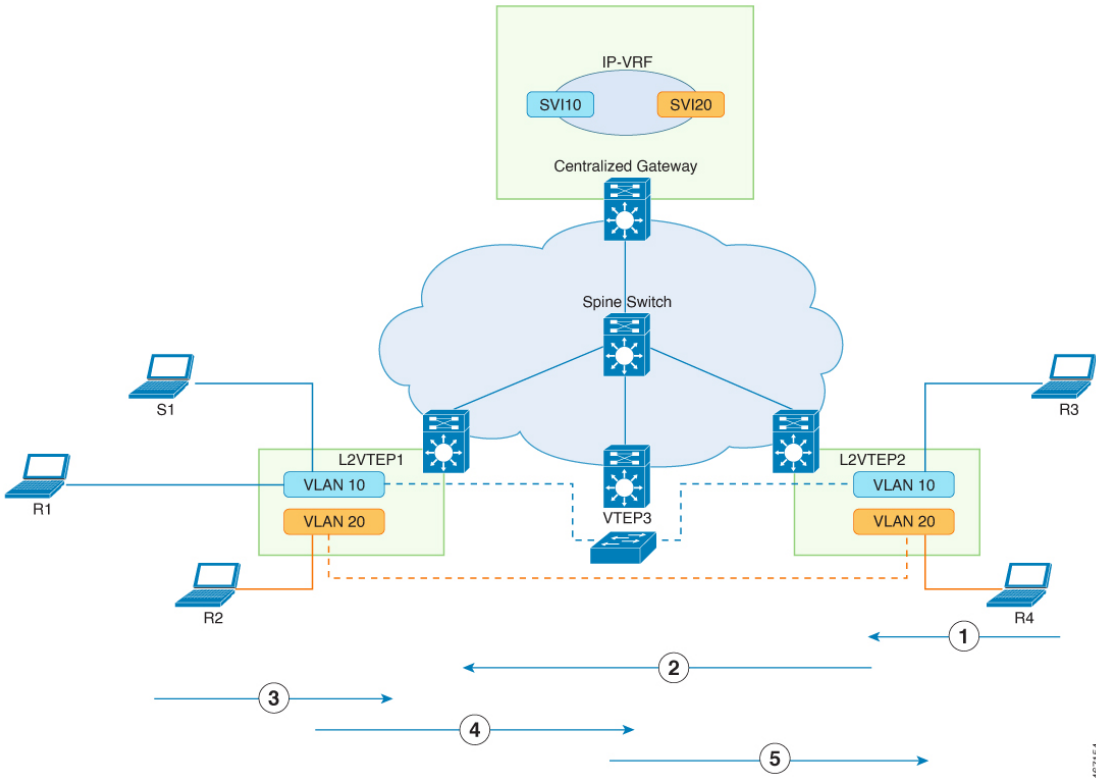 IP-VRF
SVI10
SVI20
Centralized Gateway
Spine Switch
S1
R3
L2VTEP1
L2VTEP2
VLAN 10
VLAN 10
R1
VTEP3
VLAN 20
VLAN 20
R2
R4
1
2
3
4
5